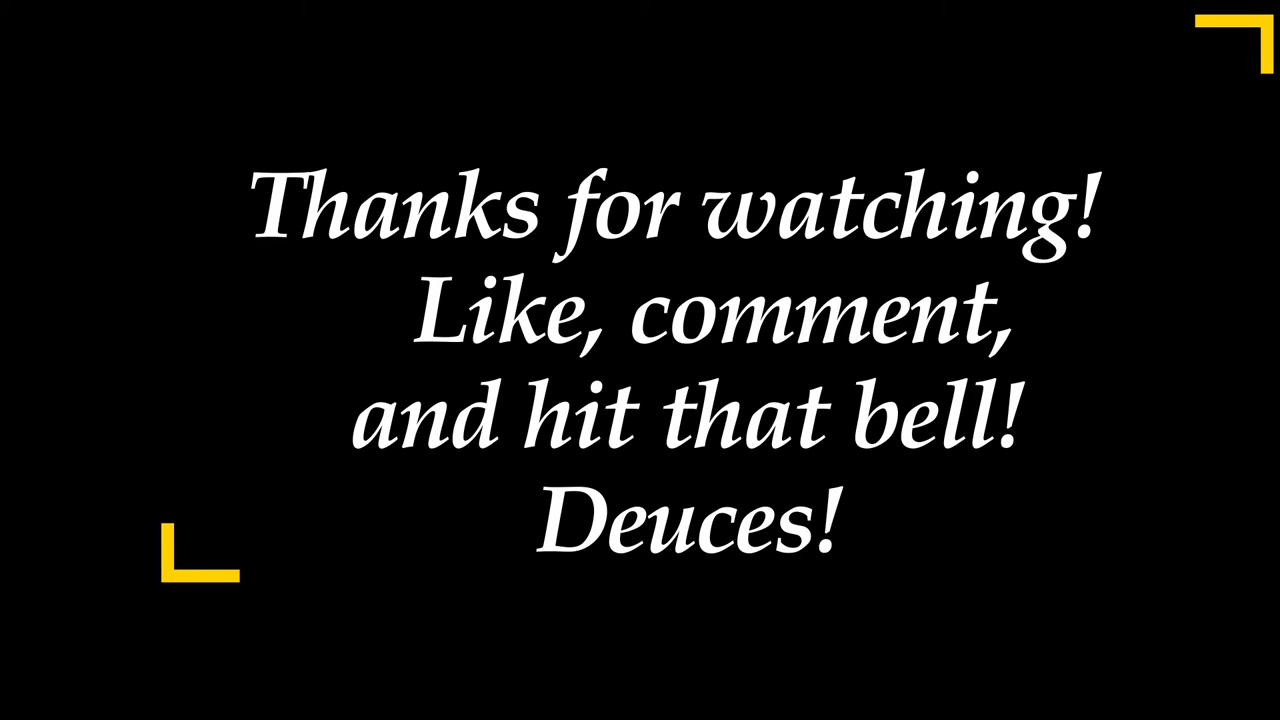 Thanks for watching!
Like, comment,
and hit that bell!
Deuces!